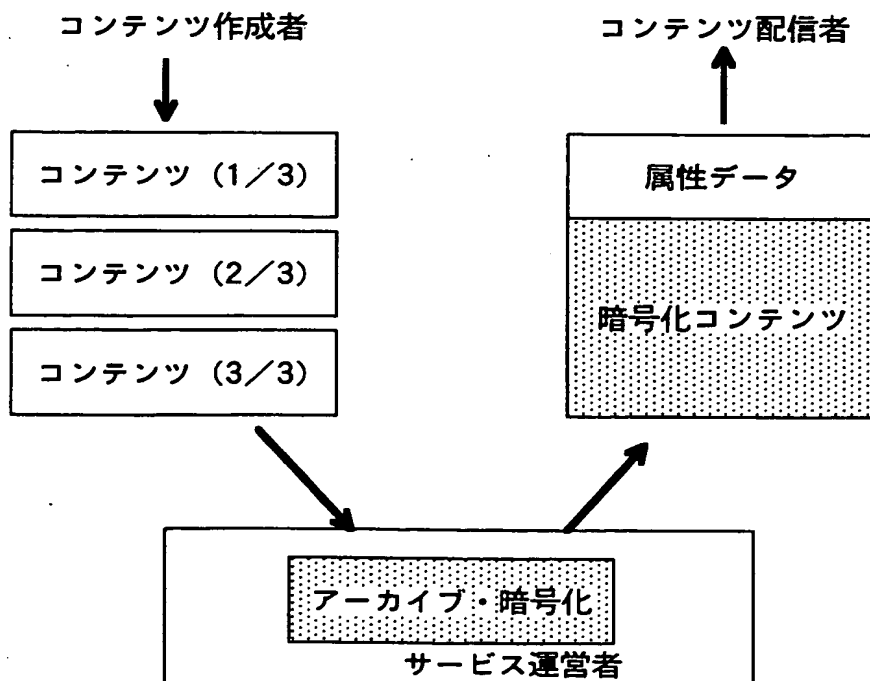 コンテンツ作成者
コンテンツ（1／3）
コンテンツ（2／3）
コンテンツ（3／3）
コンテンツ配信者
属性データ
暗号化コンテンツ
アーカイブ・暗号化
サービス運営者